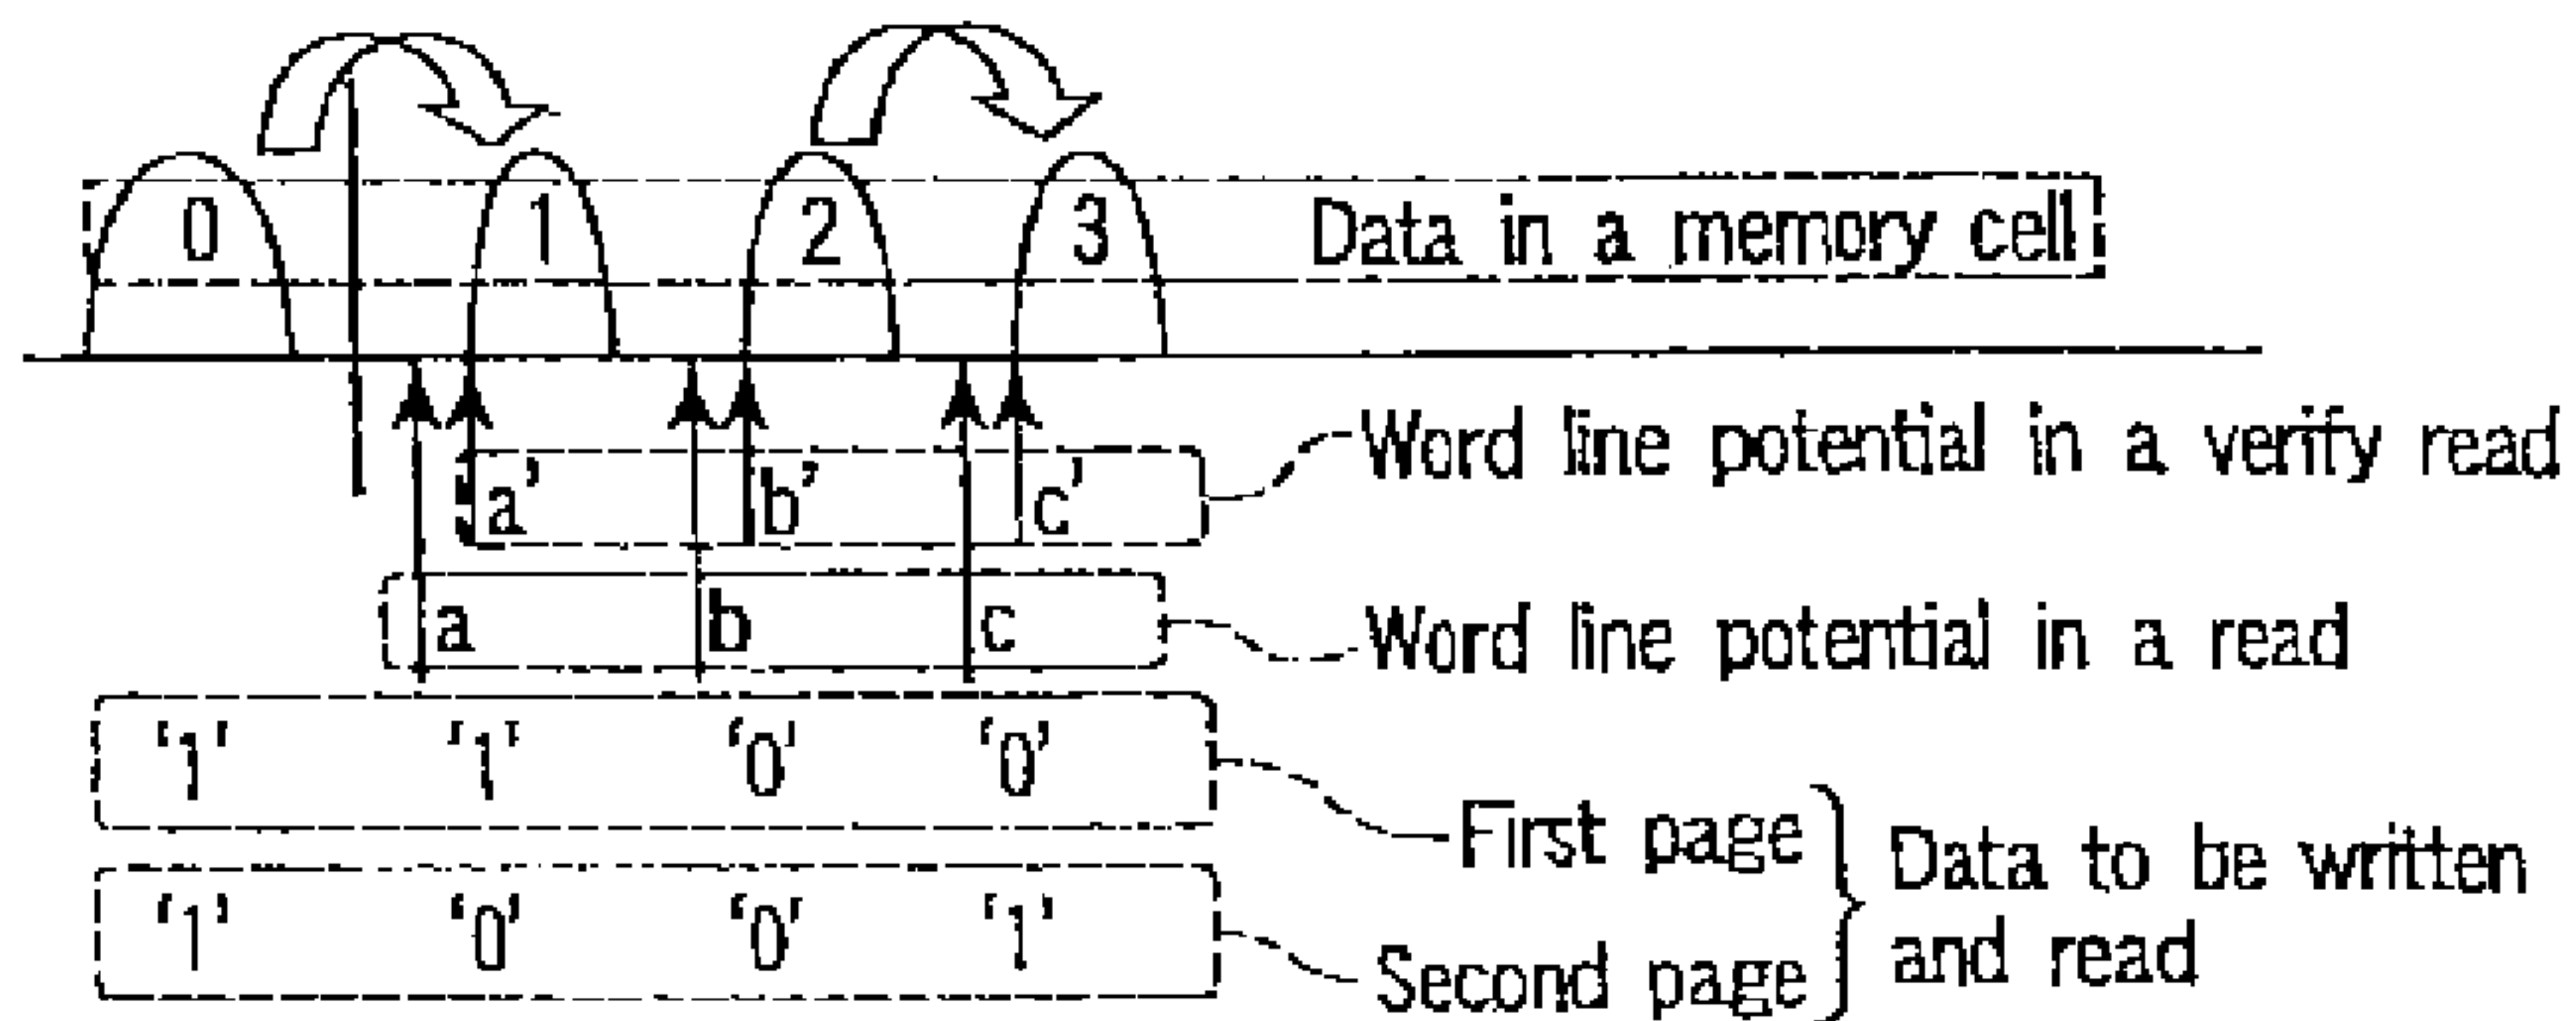 0 1 2 3 Data in a memory cell
a' b' c' Word line potential in a verify read
a b c Word line potential in a read
'1' '1' '0' '0' First page
'1' '0' '0' '1' Second page
Data to be written
and read